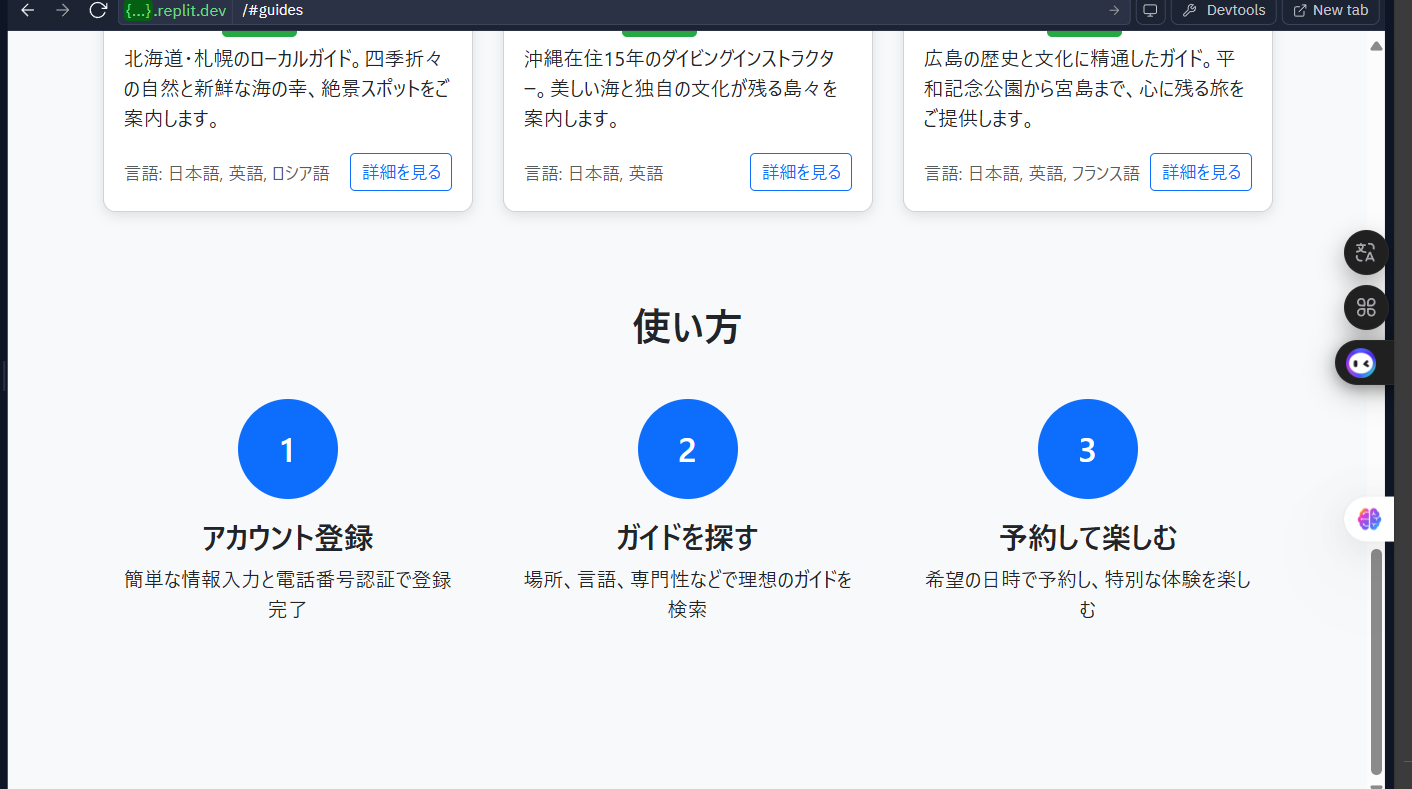 {...}.replit.dev /#guides Devtools New tab
北海道・札幌のローカルガイド。四季折々
の自然と新鮮な海の幸、絶景スポットをご
案内します。
言語: 日本語, 英語, ロシア語 詳細を見る
沖縄在住15年のダイビングインストラクタ
ー。美しい海と独自の文化が残る島々を
案内します。
言語: 日本語, 英語 詳細を見る
広島の歴史と文化に精通したガイド。平
和記念公園から宮島まで、心に残る旅を
ご提供します。
言語: 日本語, 英語, フランス語 詳細を見る
使い方
1
アカウント登録
簡単な情報入力と電話番号認証で登録
完了
2
ガイドを探す
場所、言語、専門性などで理想のガイドを
検索
3
予約して楽しむ
希望の日時で予約し、特別な体験を楽し
む